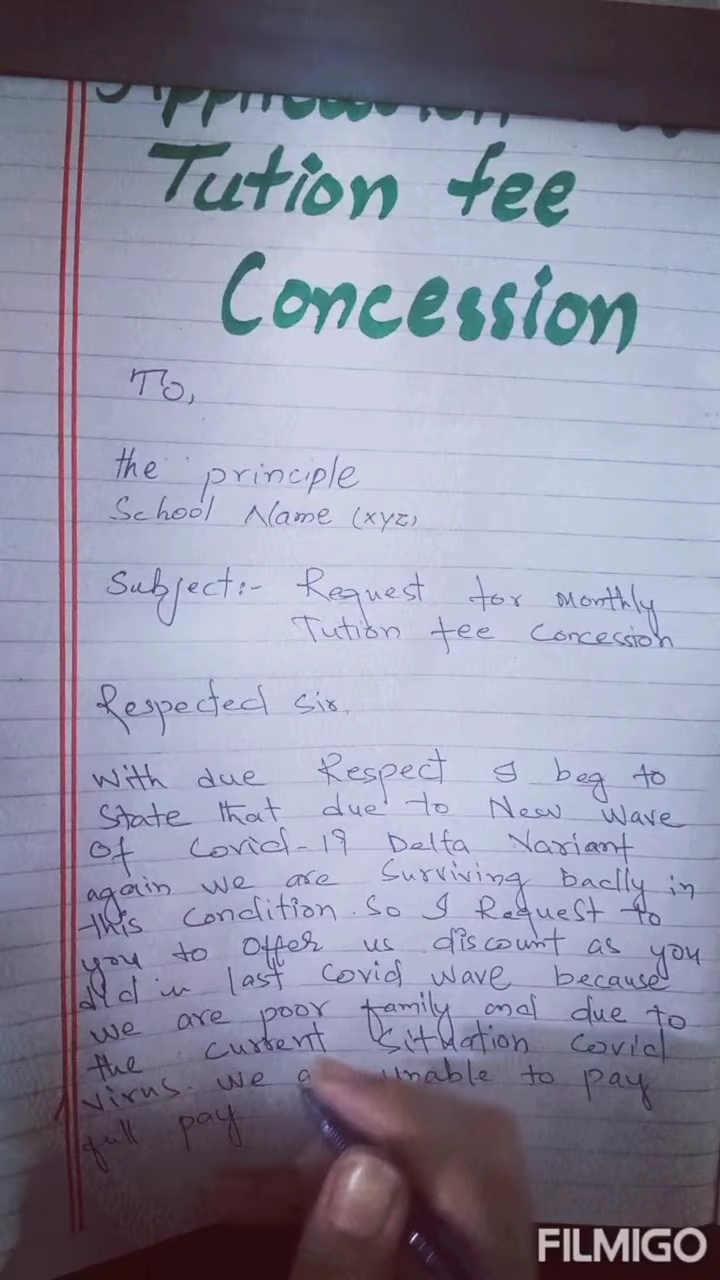 Application
Tution fee
Concession
To,
the principle
School Name (xyz)
Subject:- Request for Monthly
Tution fee Concession
Respected Sir,
With due Respect I beg to
State that due to New Wave
Of Covid-19 Delta Variant
again we are Surviving badly in
this Condition. So I Request to
you to Offer us discount as you
did in last Covid wave because
we are poor family and due to
the current Situation Covid
virus. We unable to pay
full pay
FILMIGO